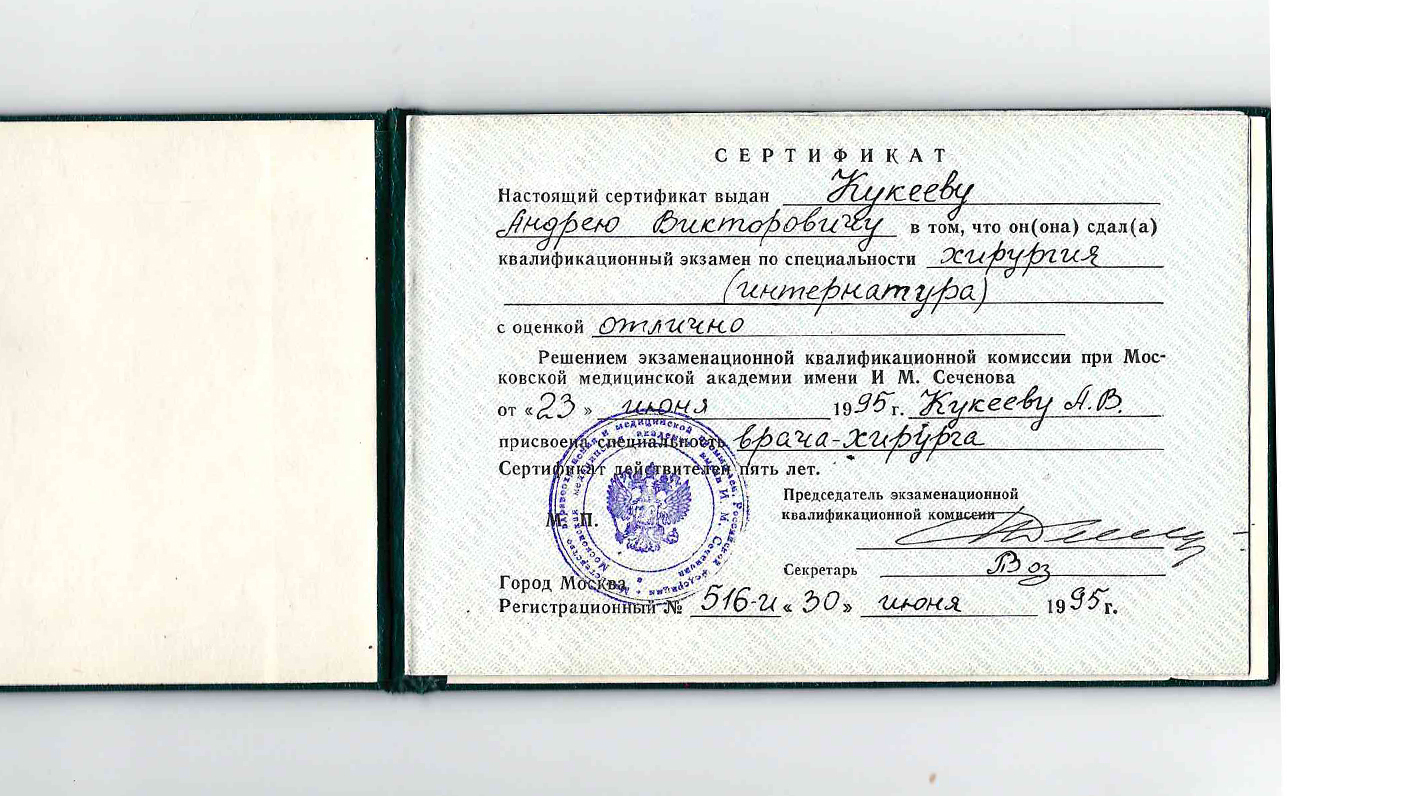 СЕРТИФИКАТ
Настоящий сертификат выдан Кукееву
Андрею Викторовичу в том, что он(она) сдал(а)
квалификационный экзамен по специальности хирургия
(интернатура)
с оценкой отлично
Решением экзаменационной квалификационной комиссии при Мос-
ковской медицинской академии имени И М. Сеченова
от «23» июня 1995 г. Кукееву А.В.
присвоена специальность врача-хирурга
Сертификат действителен пять лет.
Председатель экзаменационной
квалификационной комиссии
М. П.
Секретарь
Город Москва
Регистрационный № 516-и «30» июня 1995 г.